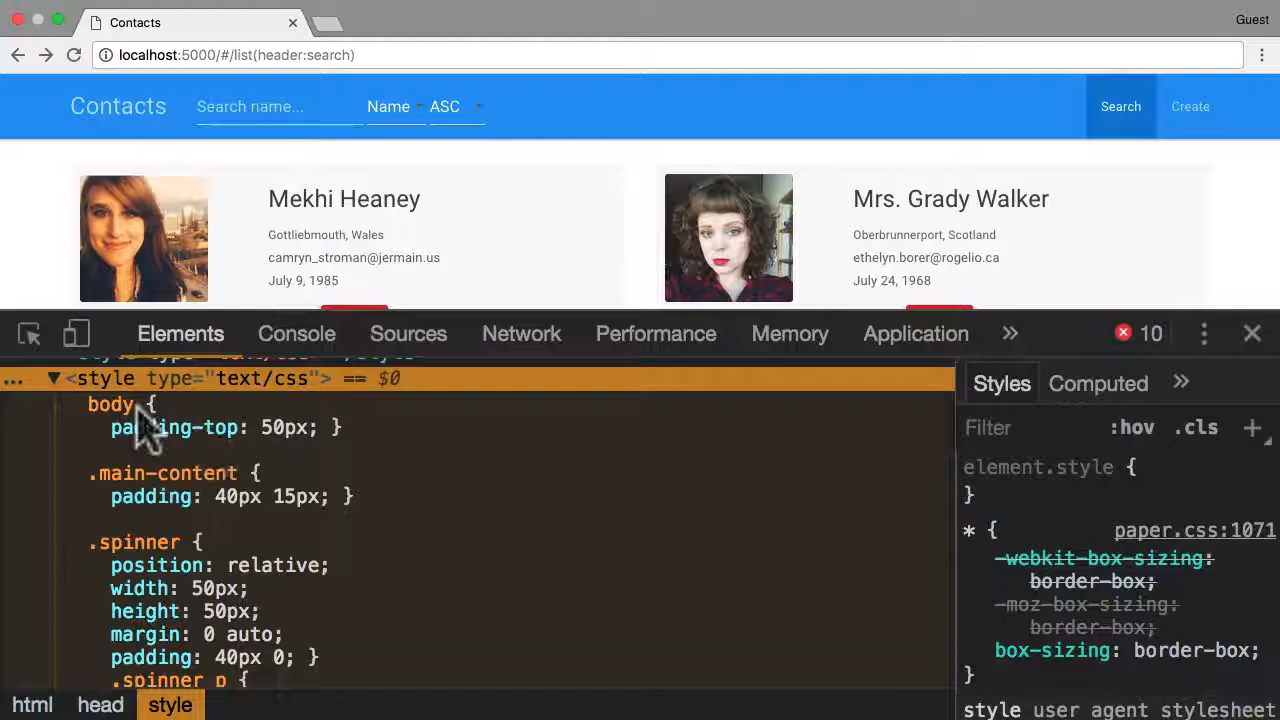 Contacts
Guest
localhost:5000/#/list(header:search)
Contacts Search name... Name ASC Search Create
Mekhi Heaney
Gottliebmouth, Wales
camryn_stroman@jermain.us
July 9, 1985
Mrs. Grady Walker
Oberbrunnerport, Scotland
ethelyn.borer@rogelio.ca
July 24, 1968
Elements Console Sources Network Performance Memory Application » 10
... <style type="text/css"> == $0
body {
padding-top: 50px; }
.main-content {
padding: 40px 15px; }
.spinner {
position: relative;
width: 50px;
height: 50px;
margin: 0 auto;
padding: 40px 0; }
.spinner p {
html head style
Styles Computed »
Filter :hov .cls +
element.style {
}
* { paper.css:1071
-webkit-box-sizing:
border-box;
-moz-box-sizing:
border-box;
box-sizing: border-box;
}
style user agent stylesheet